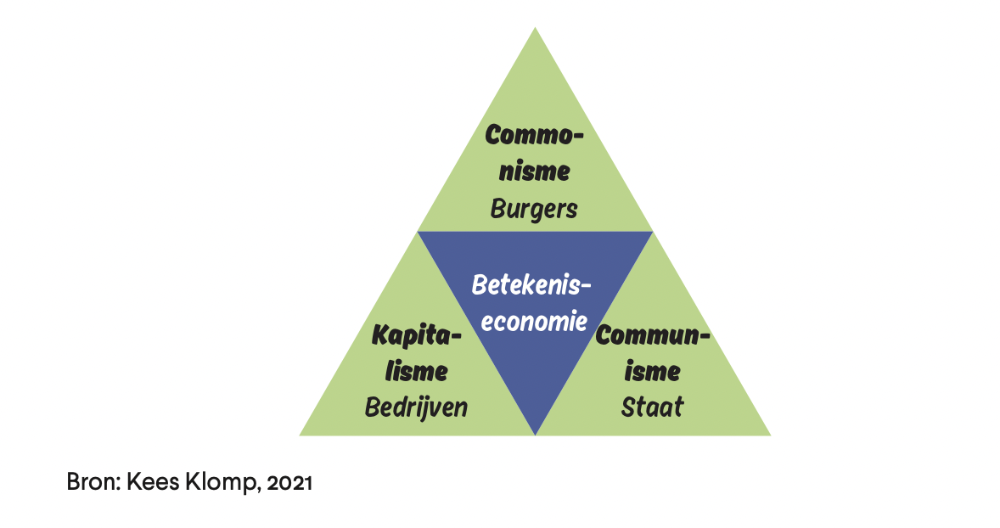 Commo-
nisme
Burgers
Betekenis-
economie
Kapita-
lisme
Bedrijven
Commun-
isme
Staat
Bron: Kees Klomp, 2021